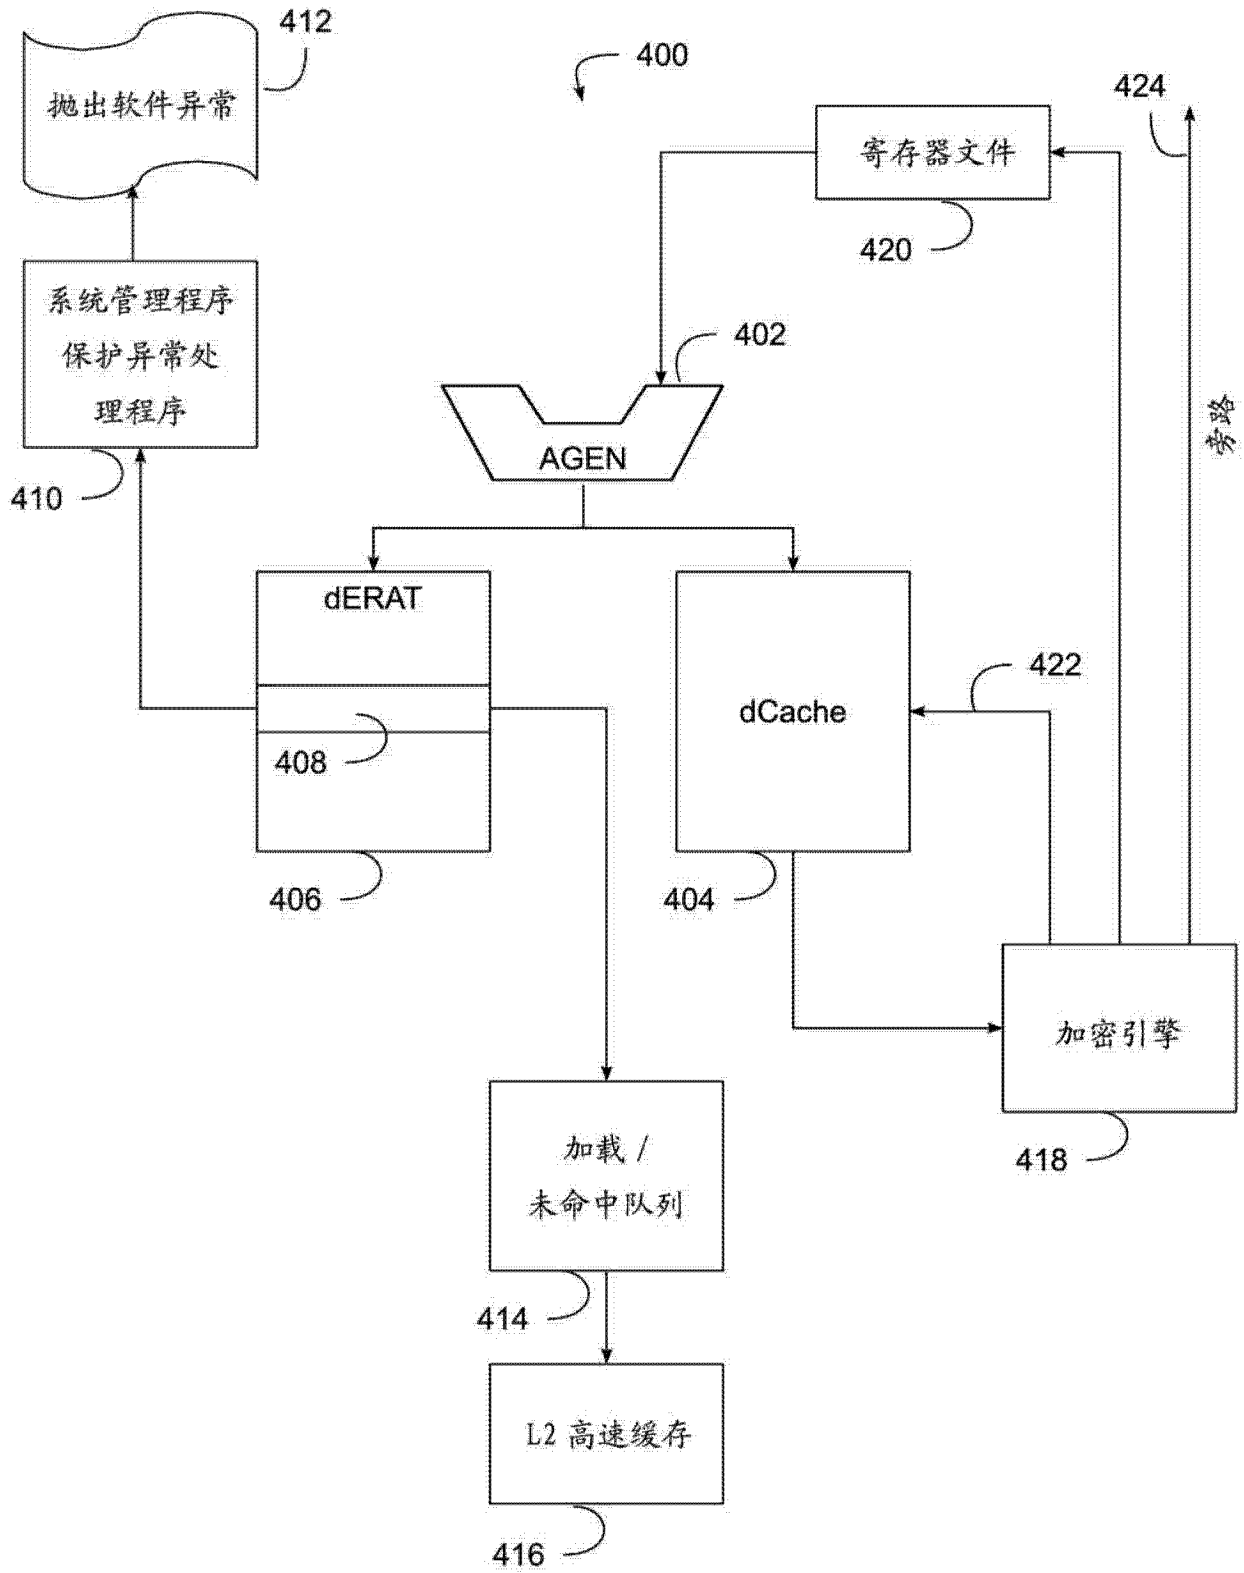 412
抛出软件异常
400
424
寄存器文件
420
系统管理程序
保护异常处
理程序
410
402
AGEN
旁路
dERAT
408
406
dCache
422
404
加密引擎
418
加载 /
未命中队列
414
L2 高速缓存
416